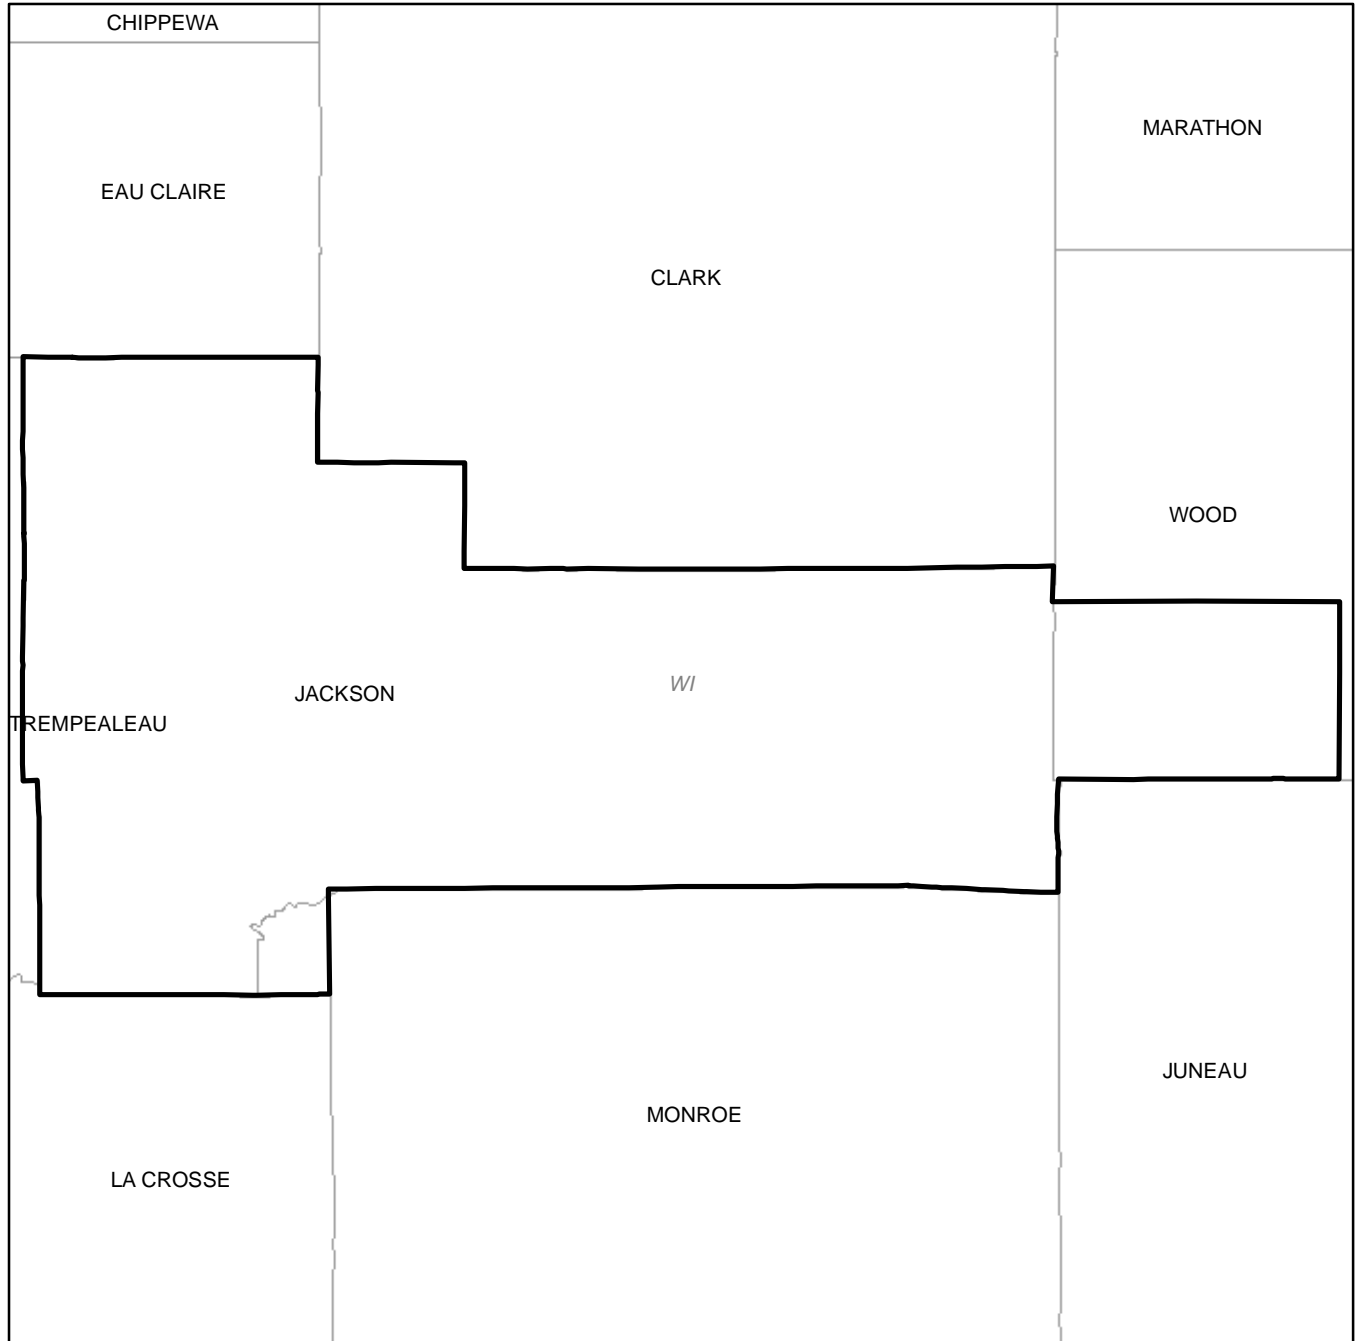 CHIPPEWA
MARATHON
EAU CLAIRE
CLARK
WOOD
WI
JACKSON
TREMPEALEAU
JUNEAU
MONROE
LA CROSSE